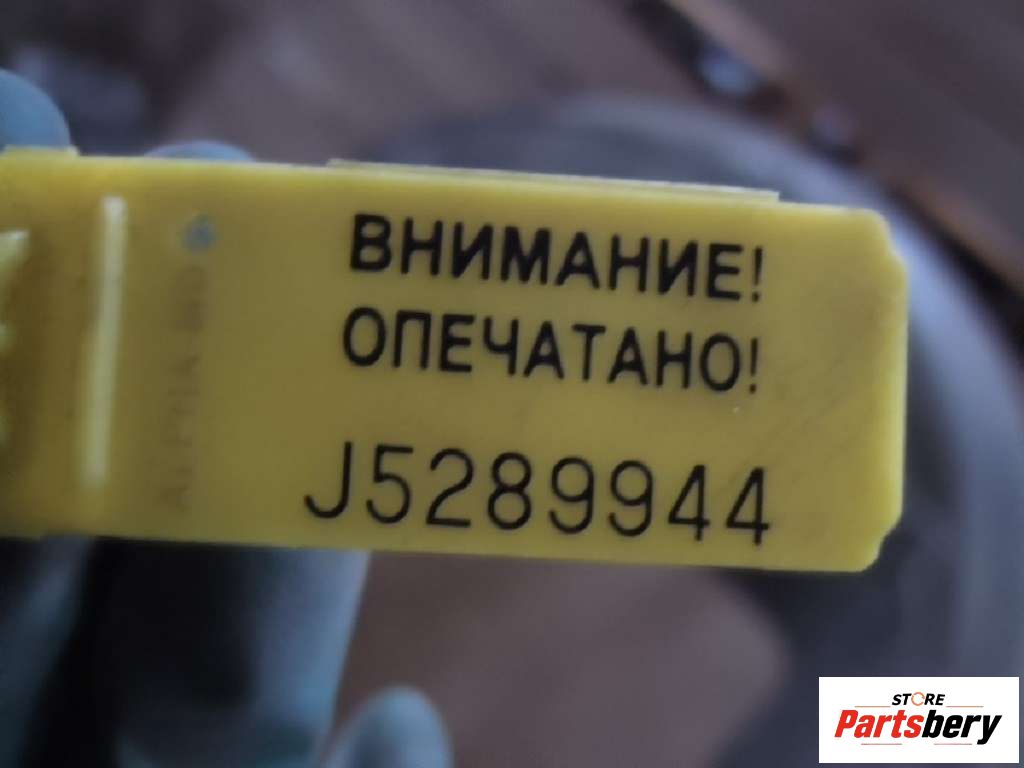 ВНИМАНИЕ!
ОПЕЧАТАНО!
J5289944
STORE
Partsbery